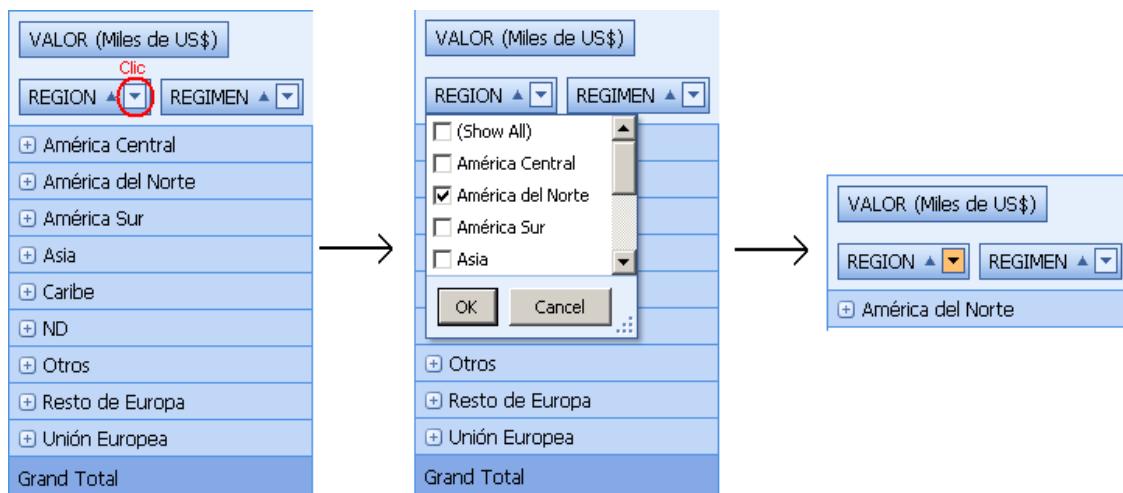 VALOR (Miles de US$)
Clic
REGION REGIMEN
América Central
América del Norte
América Sur
Asia
Caribe
ND
Otros
Resto de Europa
Unión Europea
Grand Total
VALOR (Miles de US$)
REGION REGIMEN
(Show All)
América Central
América del Norte
América Sur
Asia
OK Cancel
Otros
Resto de Europa
Unión Europea
Grand Total
VALOR (Miles de US$)
REGION REGIMEN
América del Norte